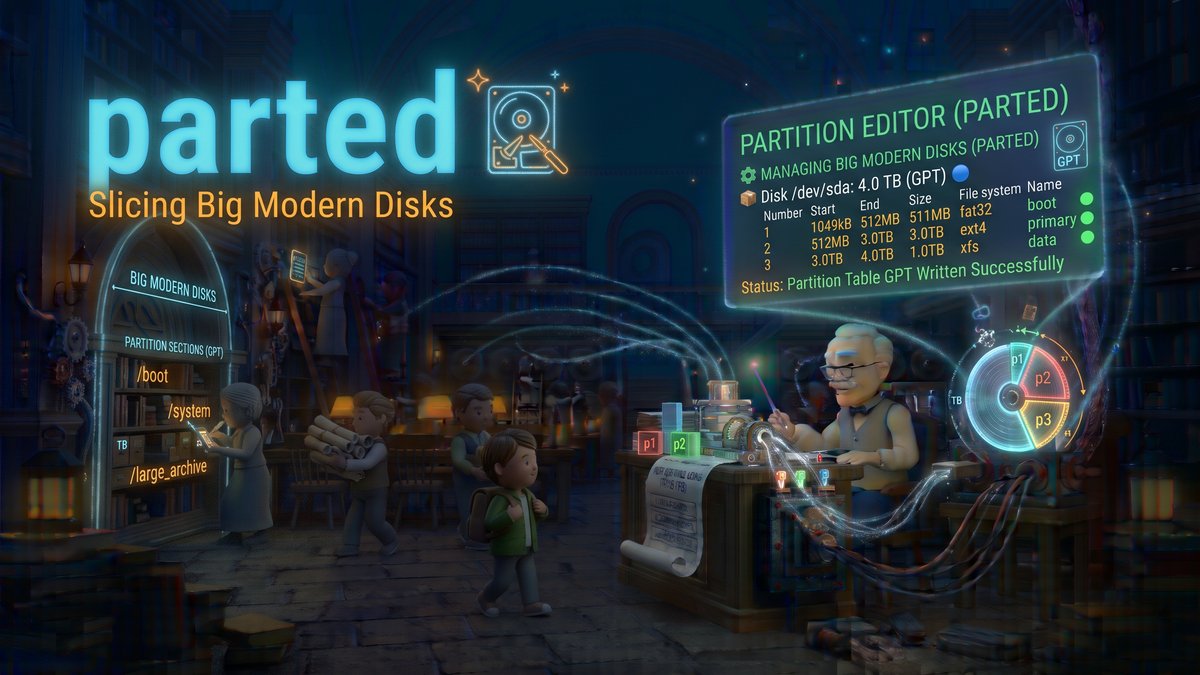 parted
Slicing Big Modern Disks
PARTITION EDITOR (PARTED)
MANAGING BIG MODERN DISKS (PARTED)
GPT
Disk /dev/sda: 4.0 TB (GPT)
Number Start End Size File system Name
1 1049kB 512MB 511MB fat32 boot
2 512MB 3.0TB 3.0TB ext4 primary
3 3.0TB 4.0TB 1.0TB xfs data
Status: Partition Table GPT Written Successfully
BIG MODERN DISKS
PARTITION SECTIONS (GPT)
/boot
/system
TB
/large_archive
p1
p2
TB
p1
p2
p3